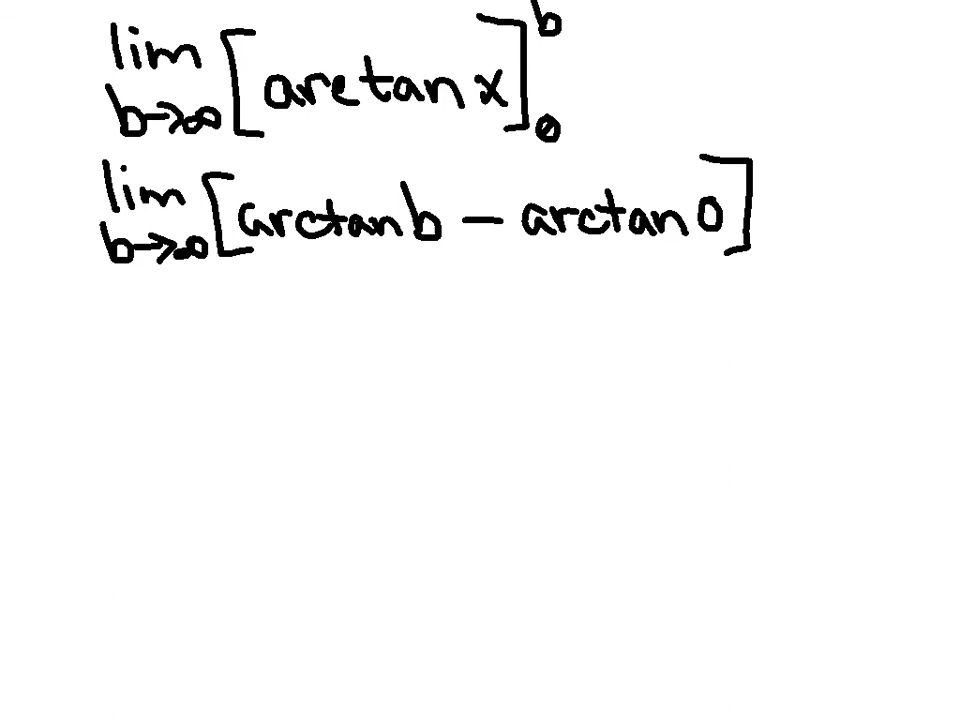 lim b→∞ [arctan x]₀ᵇ
lim b→∞ [arctan b − arctan 0]